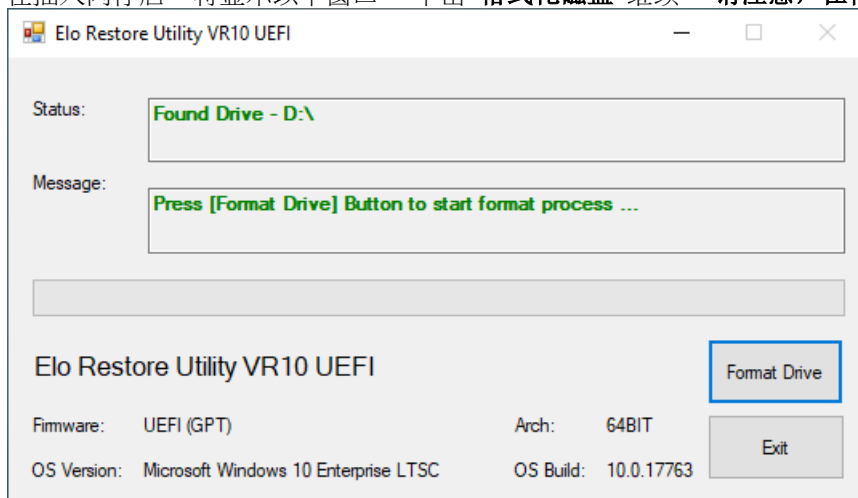 Elo Restore Utility VR10 UEFI
Status:
Found Drive - D:\
Message:
Press [Format Drive] Button to start format process ...
Elo Restore Utility VR10 UEFI
Format Drive
Firmware: UEFI (GPT) Arch: 64BIT
Exit
OS Version: Microsoft Windows 10 Enterprise LTSC OS Build: 10.0.17763